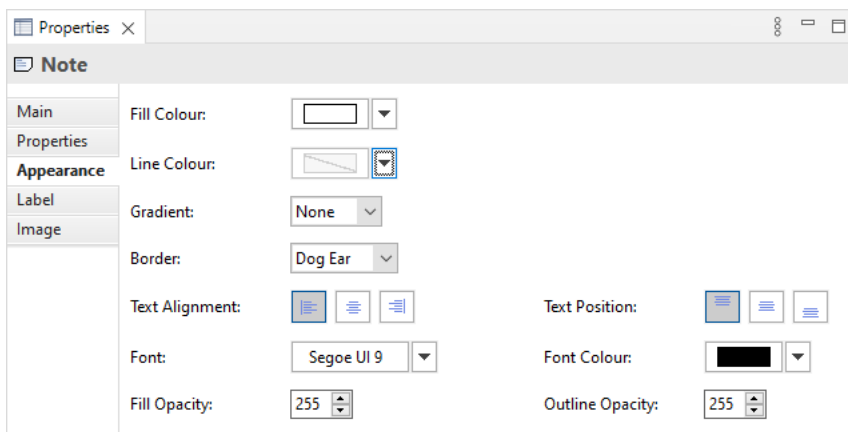 Properties
Note
Main
Properties
Appearance
Label
Image
Fill Colour:
Line Colour:
Gradient: None
Border: Dog Ear
Text Alignment: Text Position:
Font: Segoe UI 9 Font Colour:
Fill Opacity: 255 Outline Opacity: 255